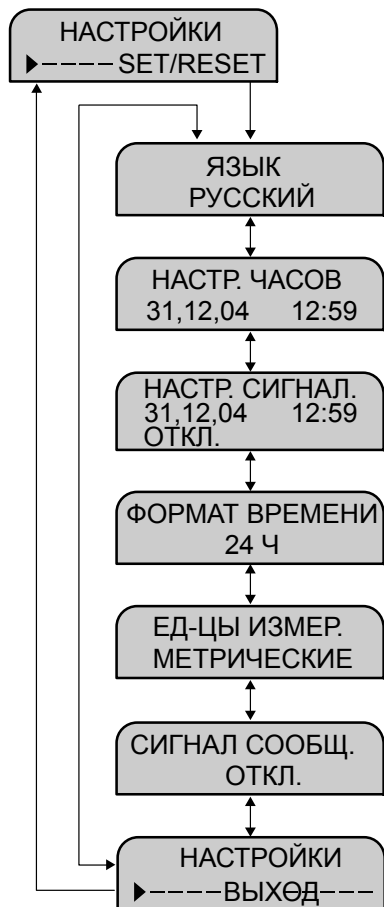 НАСТРОЙКИ
----SET/RESET
ЯЗЫК
РУССКИЙ
НАСТР. ЧАСОВ
31,12,04 12:59
НАСТР. СИГНАЛ.
31,12,04 12:59
ОТКЛ.
ФОРМАТ ВРЕМЕНИ
24 Ч
ЕД-ЦЫ ИЗМЕР.
МЕТРИЧЕСКИЕ
СИГНАЛ СООБЩ.
ОТКЛ.
НАСТРОЙКИ
----ВЫХОД---